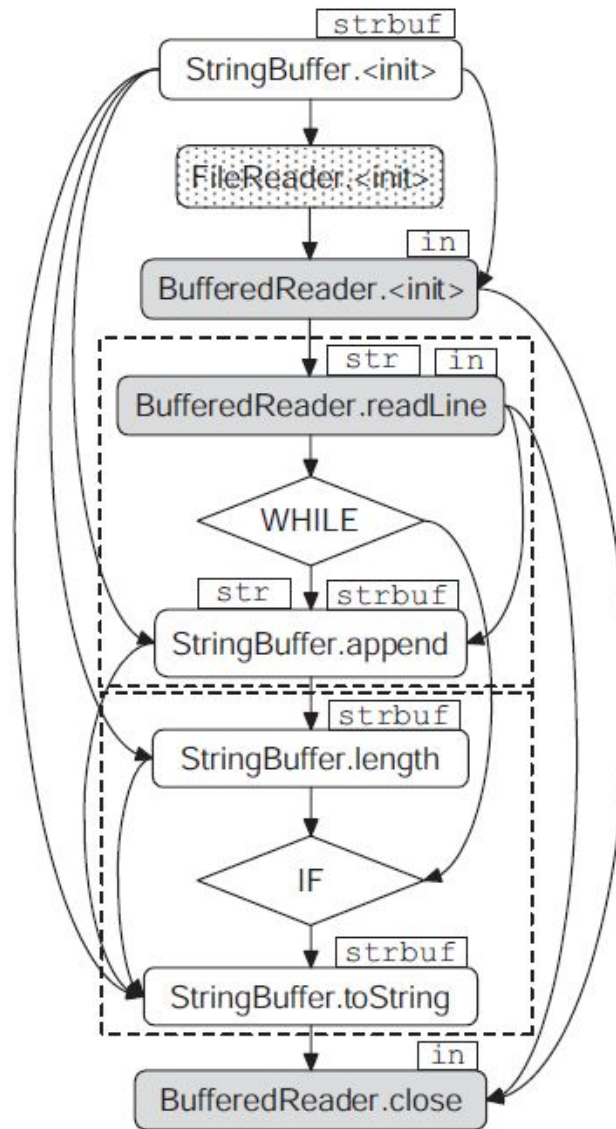 strbuf
StringBuffer.<init>
FileReader.<init>
in
BufferedReader.<init>
str in
BufferedReader.readLine
WHILE
str strbuf
StringBuffer.append
strbuf
StringBuffer.length
IF
strbuf
StringBuffer.toString
in
BufferedReader.close